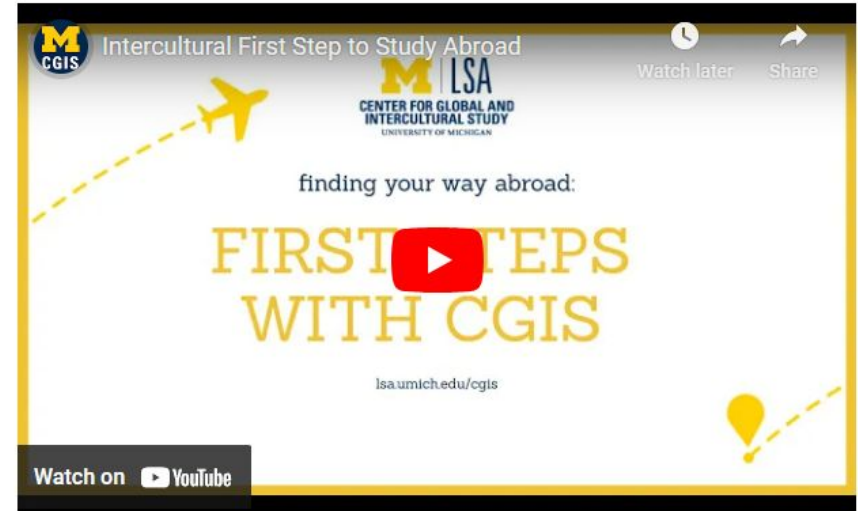 M
CGIS
Intercultural First Step to Study Abroad
Watch later
Share
M LSA
CENTER FOR GLOBAL AND
INTERCULTURAL STUDY
UNIVERSITY OF MICHIGAN
finding your way abroad:
FIRST STEPS
WITH CGIS
lsa.umich.edu/cgis
Watch on YouTube